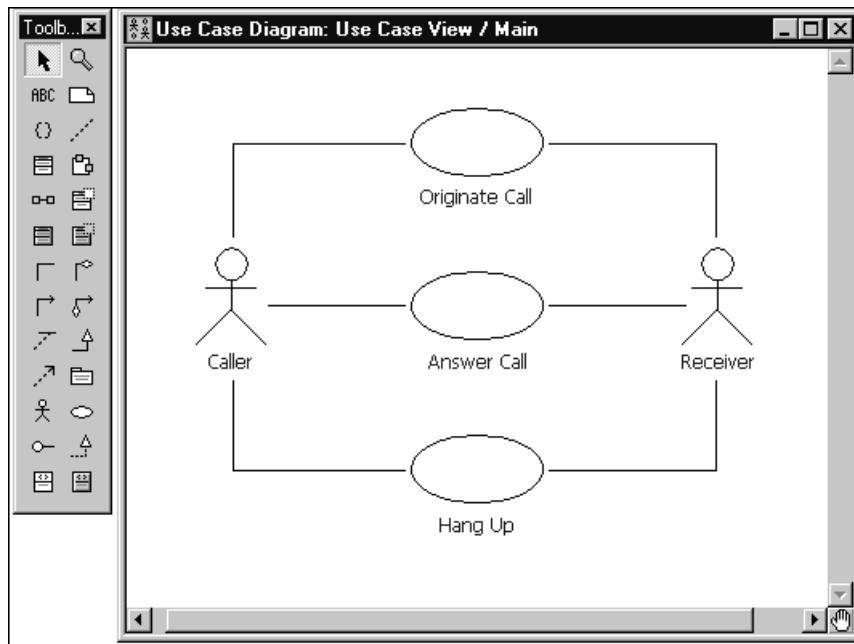 Toolb...
Use Case Diagram: Use Case View / Main
ABC
Originate Call
Caller
Answer Call
Receiver
Hang Up